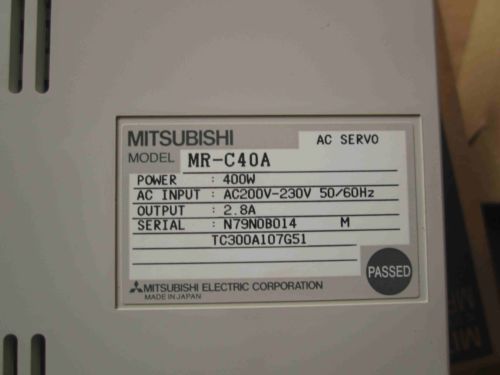 MITSUBISHI AC SERVO
MODEL MR-C40A
POWER : 400W
AC INPUT : AC200V-230V 50/60Hz
OUTPUT : 2.8A
SERIAL : N79N0B014 M
TC300A107G51
PASSED
MITSUBISHI ELECTRIC CORPORATION
MADE IN JAPAN